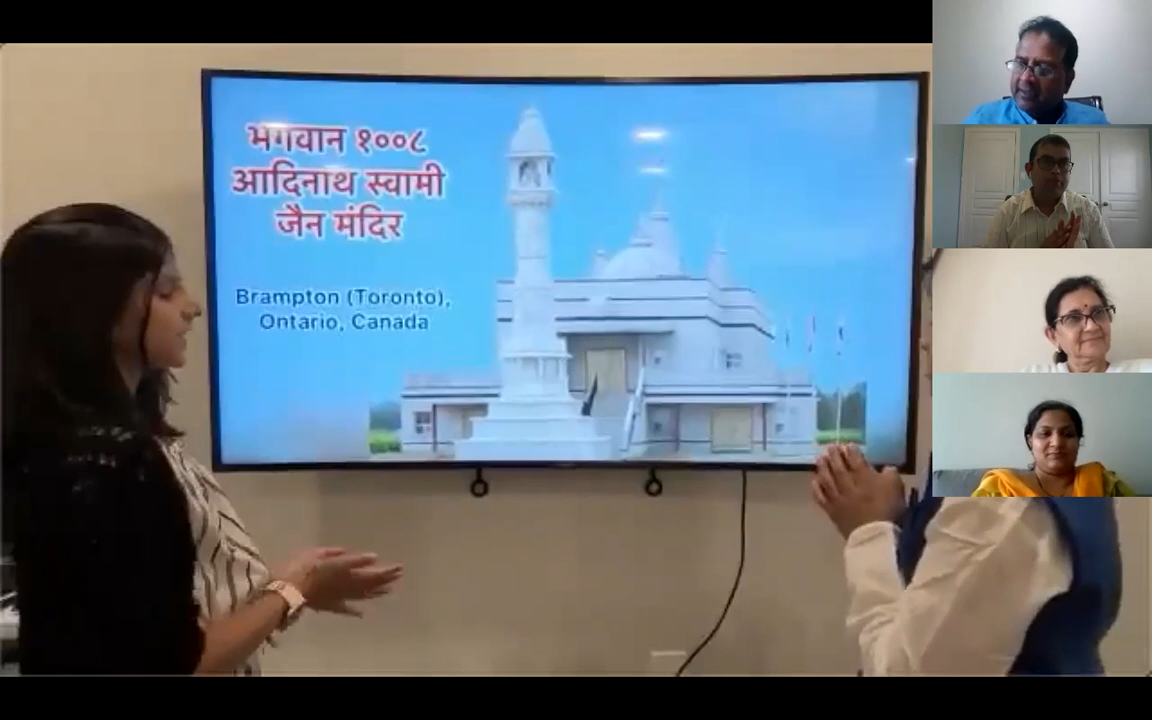 भगवान १००८
आदिनाथ स्वामी
जैन मंदिर
Brampton (Toronto),
Ontario, Canada